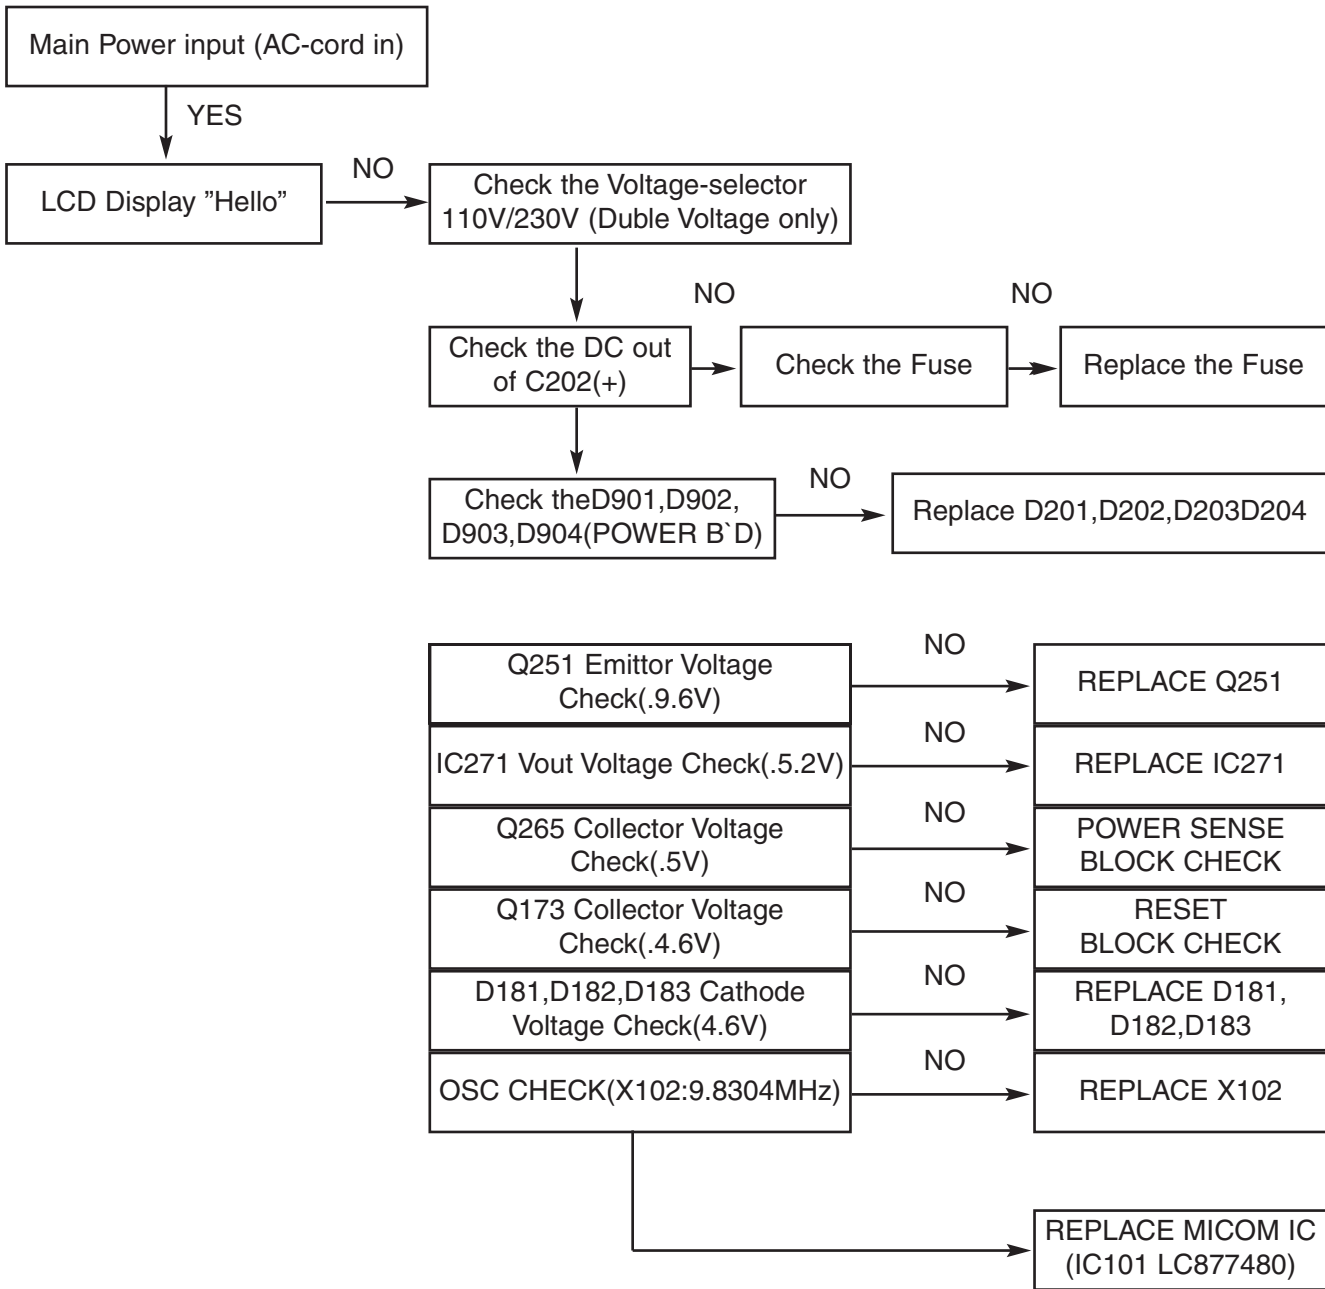 Main Power input (AC-cord in)
YES
LCD Display ”Hello”
NO
Check the Voltage-selector
110V/230V (Duble Voltage only)
NO
NO
Check the DC out
of C202(+)
Check the Fuse
Replace the Fuse
Check theD901,D902,
D903,D904(POWER B`D)
NO
Replace D201,D202,D203D204
Q251 Emittor Voltage
Check(.9.6V)
NO
REPLACE Q251
IC271 Vout Voltage Check(.5.2V)
NO
REPLACE IC271
Q265 Collector Voltage
Check(.5V)
NO
POWER SENSE
BLOCK CHECK
Q173 Collector Voltage
Check(.4.6V)
NO
RESET
BLOCK CHECK
D181,D182,D183 Cathode
Voltage Check(4.6V)
NO
REPLACE D181,
D182,D183
OSC CHECK(X102:9.8304MHz)
NO
REPLACE X102
REPLACE MICOM IC
(IC101 LC877480)